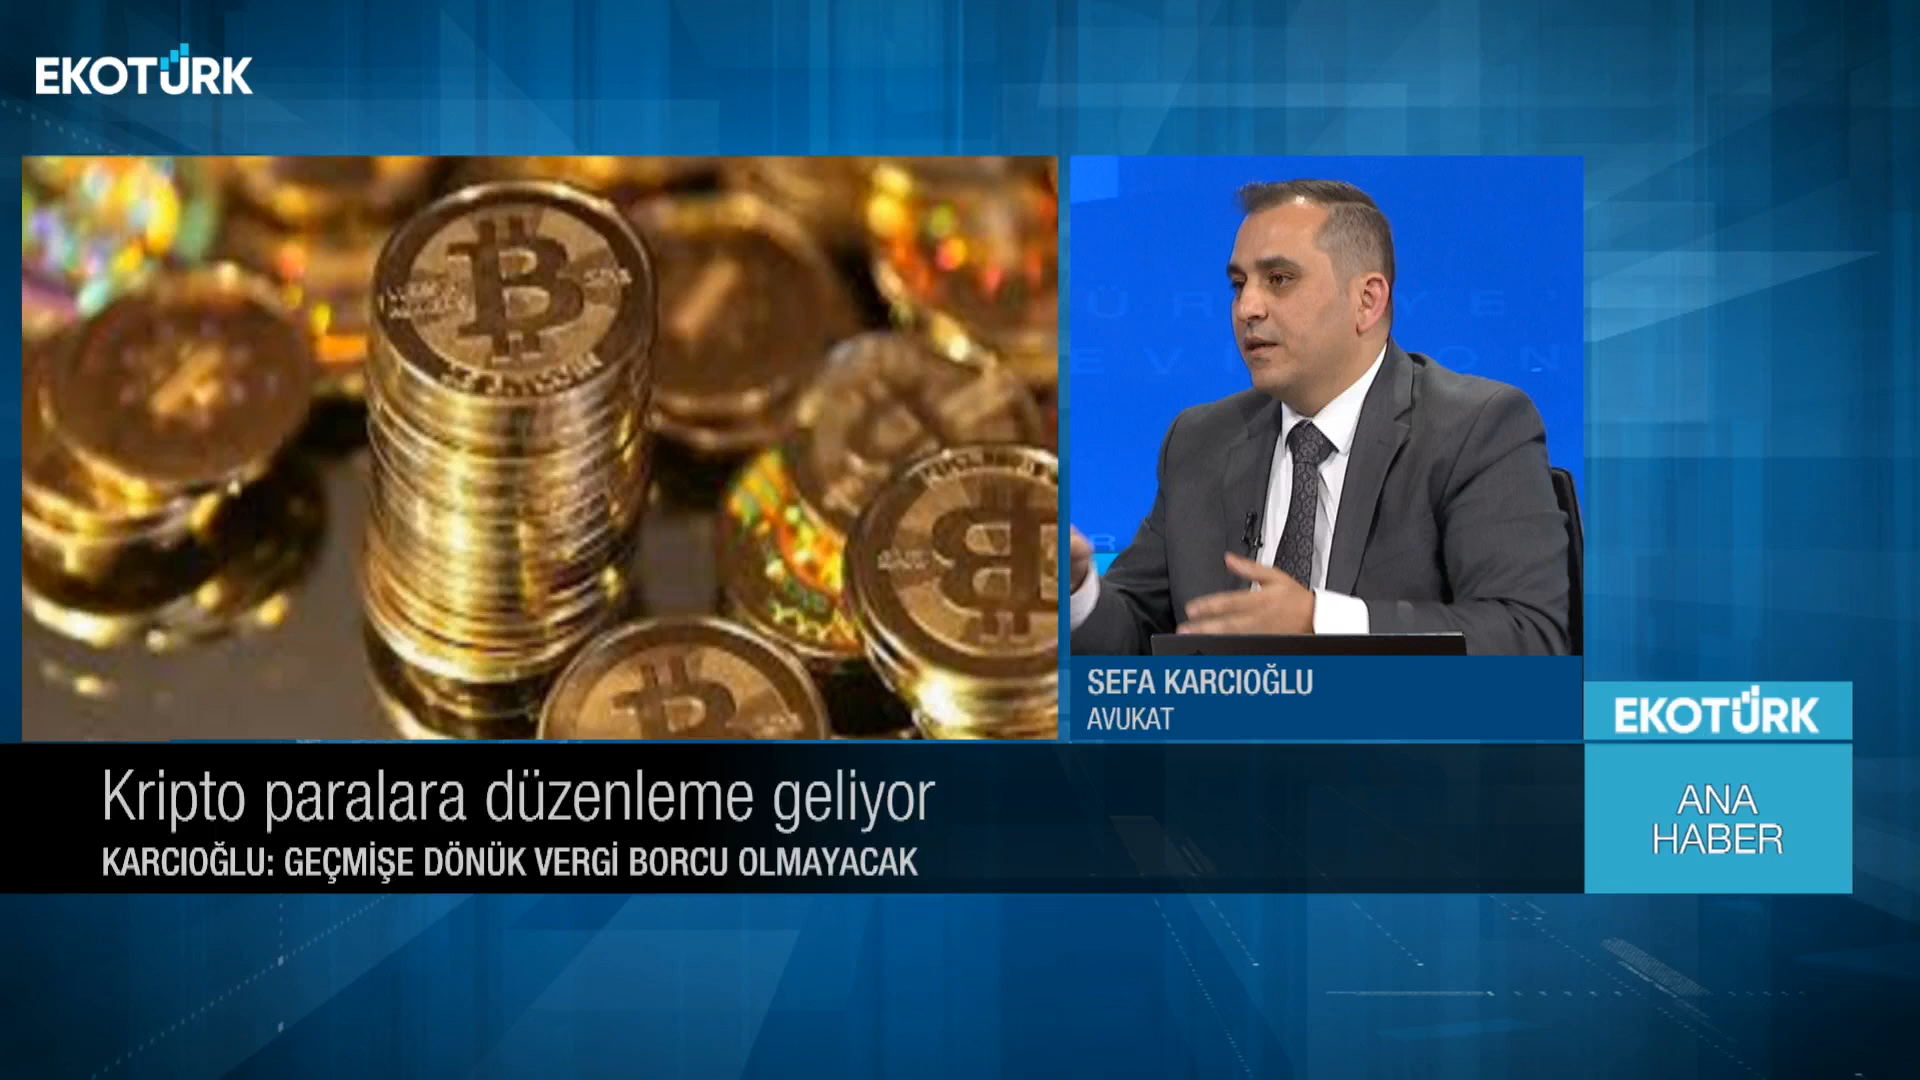 EKOTÜRK
SEFA KARCIOĞLU
AVUKAT
EKOTÜRK
Kripto paralara düzenleme geliyor
KARCIOĞLU: GEÇMİŞE DÖNÜK VERGİ BORCU OLMAYACAK
ANA
HABER